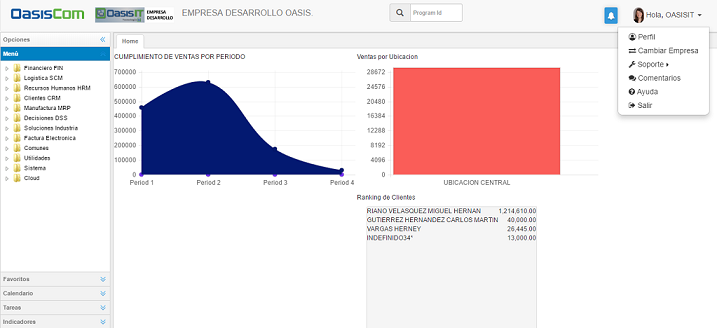 OasisCom
OasisIT
EMPRESA
DESARROLLO
EMPRESA DESARROLLO OASIS.
Program Id
Hola, OASISIT
Perfil
Cambiar Empresa
Soporte
Comentarios
Ayuda
Salir
Opciones
Menú
Financiero FIN
Logística SCM
Recursos Humanos HRM
Clientes CRM
Manufactura MRP
Decisiones DSS
Soluciones Industria
Factura Electronica
Comunes
Utilidades
Sistema
Cloud
Favoritos
Calendario
Tareas
Indicadores
Home
CUMPLIMIENTO DE VENTAS POR PERIODO
700000
600000
500000
400000
300000
200000
100000
0
Period 1 Period 2 Period 3 Period 4
Ventas por Ubicacion
28672
24576
20480
16384
12288
8192
4096
0
UBICACION CENTRAL
Ranking de Clientes
RIANO VELASQUEZ MIGUEL HERNAN 1,214,610.00
GUTIERREZ HERNANDEZ CARLOS MARTIN 40,000.00
VARGAS HERNEY 26,445.00
INDEFINIDO34* 13,000.00